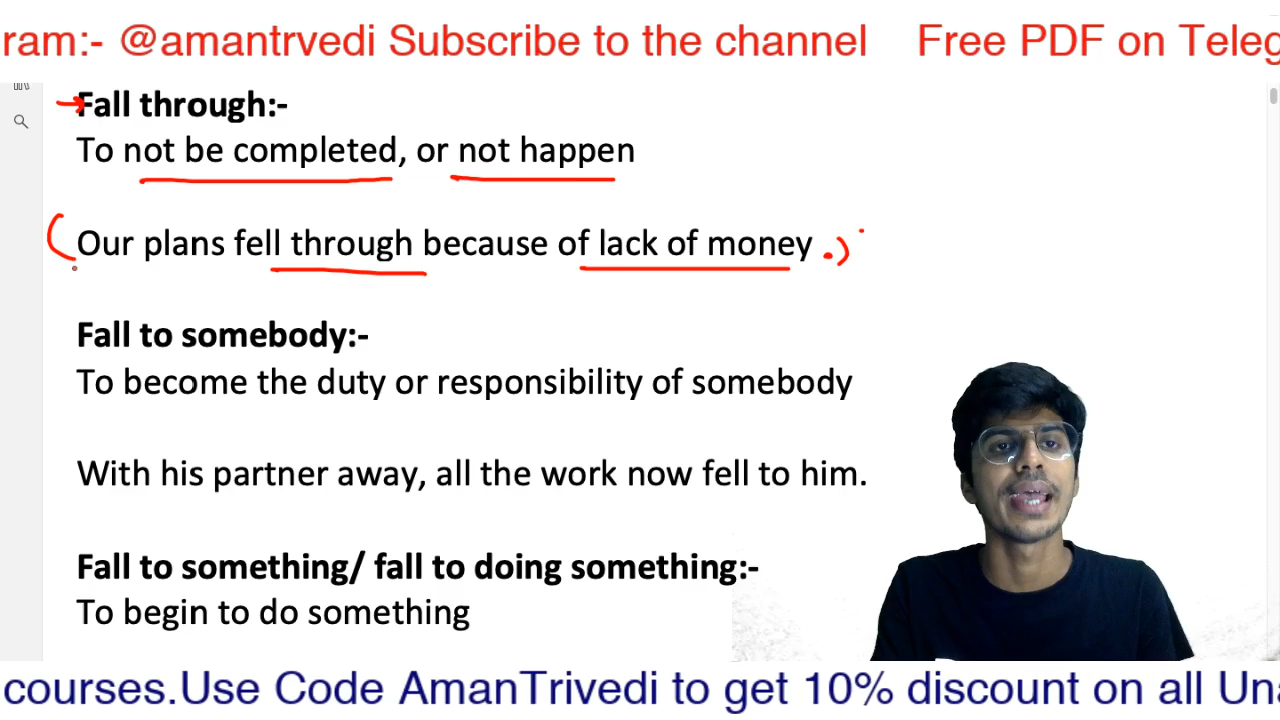 ram:- @amantrvedi Subscribe to the channel Free PDF on Teleg
Fall through:-
To not be completed, or not happen
Our plans fell through because of lack of money
Fall to somebody:-
To become the duty or responsibility of somebody
With his partner away, all the work now fell to him.
Fall to something/ fall to doing something:-
To begin to do something
courses.Use Code AmanTrivedi to get 10% discount on all Una